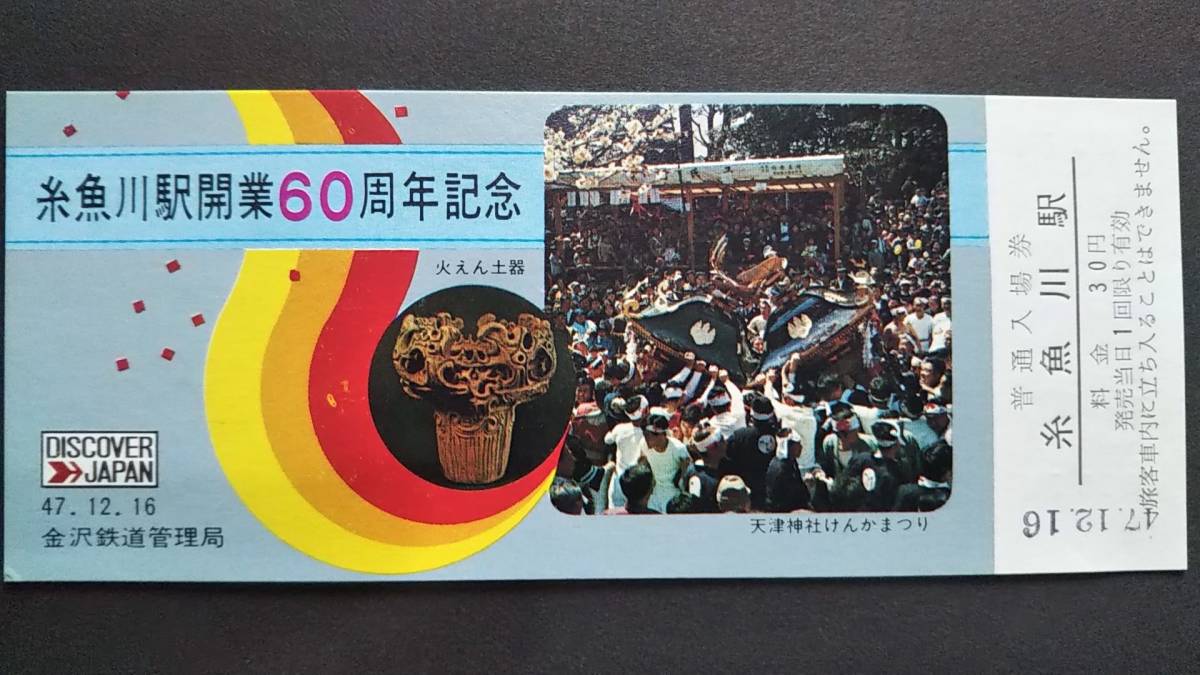 糸魚川駅開業60周年記念
火えん土器
天津神社けんかまつり
DISCOVER
JAPAN
47.12.16
金沢鉄道管理局
普通入場券
糸魚川駅
料金 30円
発売当日1回限り有効
旅客車内に立ち入ることはできません。
47.12.16